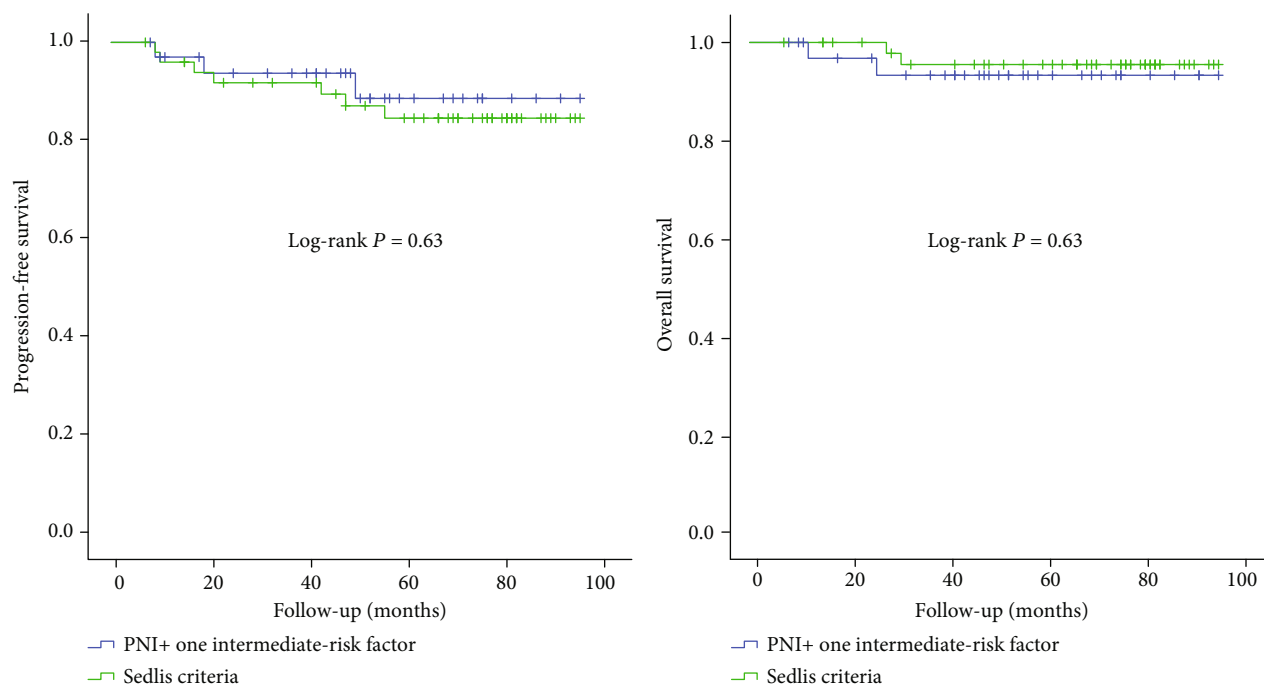 1.0
0.8
0.6
0.4
0.2
0.0
Progression-free survival
Log-rank P = 0.63
0 20 40 60 80 100
Follow-up (months)
PNI+ one intermediate-risk factor
Sedlis criteria
1.0
0.8
0.6
0.4
0.2
0.0
Overall survival
Log-rank P = 0.63
0 20 40 60 80 100
Follow-up (months)
PNI+ one intermediate-risk factor
Sedlis criteria